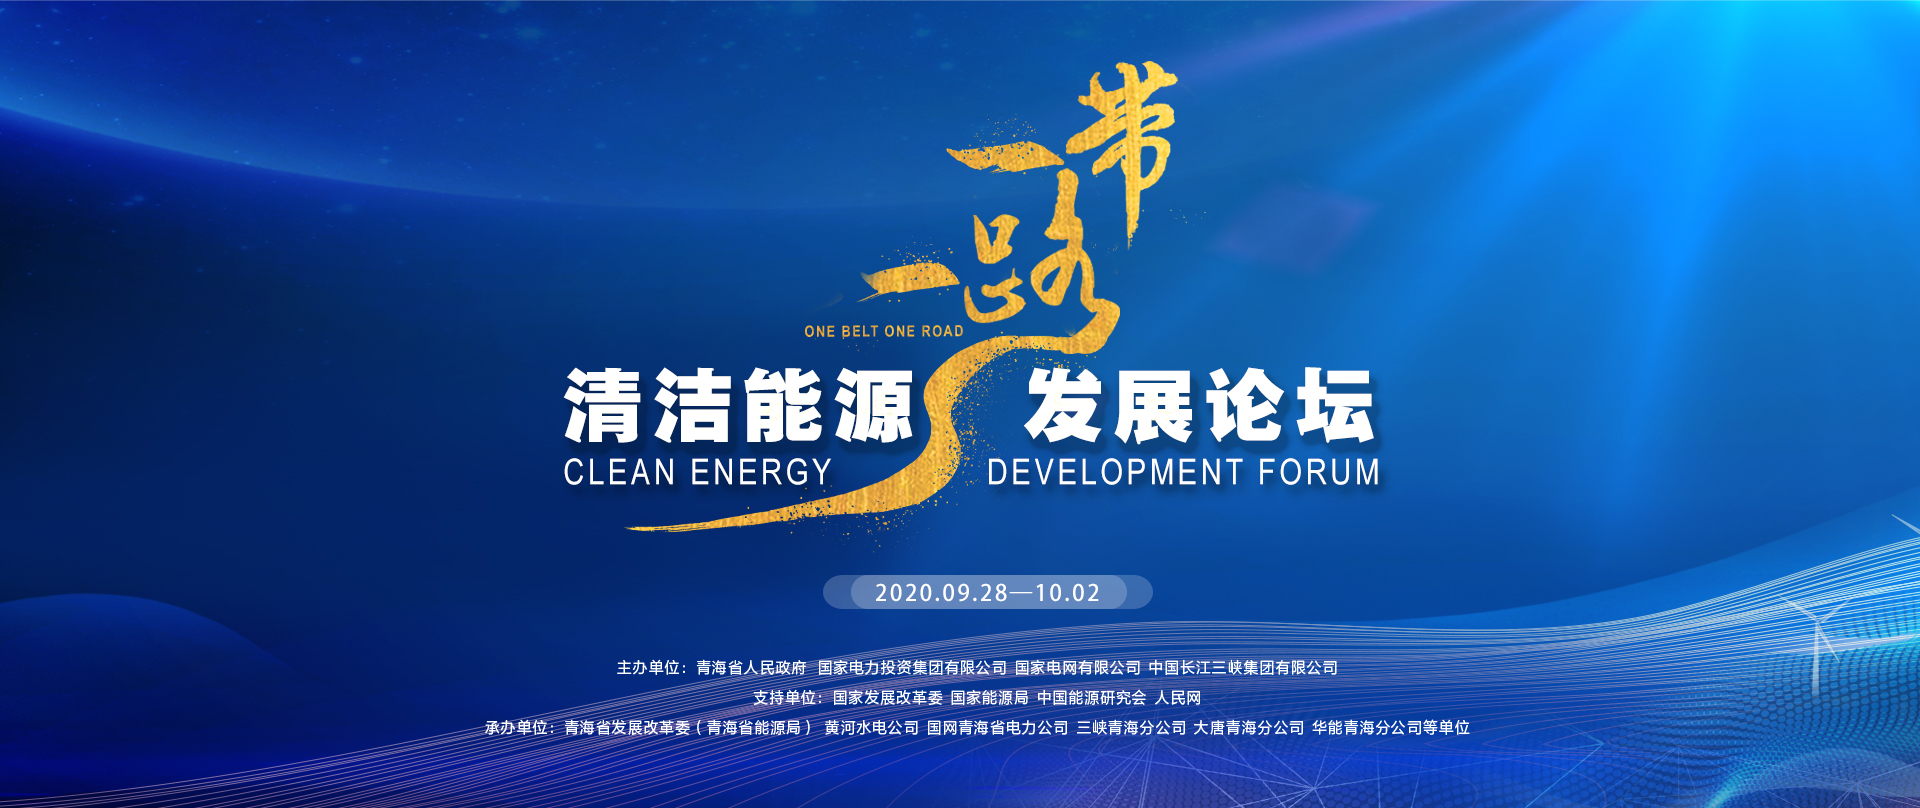 一带
一路
ONE BELT ONE ROAD
清洁能源 发展论坛
CLEAN ENERGY DEVELOPMENT FORUM
2020.09.28—10.02
主办单位：青海省人民政府 国家电力投资集团有限公司 国家电网有限公司 中国长江三峡集团有限公司
支持单位：国家发展改革委 国家能源局 中国能源研究会 人民网
承办单位：青海省发展改革委（青海省能源局） 黄河水电公司 国网青海省电力公司 三峡青海分公司 大唐青海分公司 华能青海分公司等单位